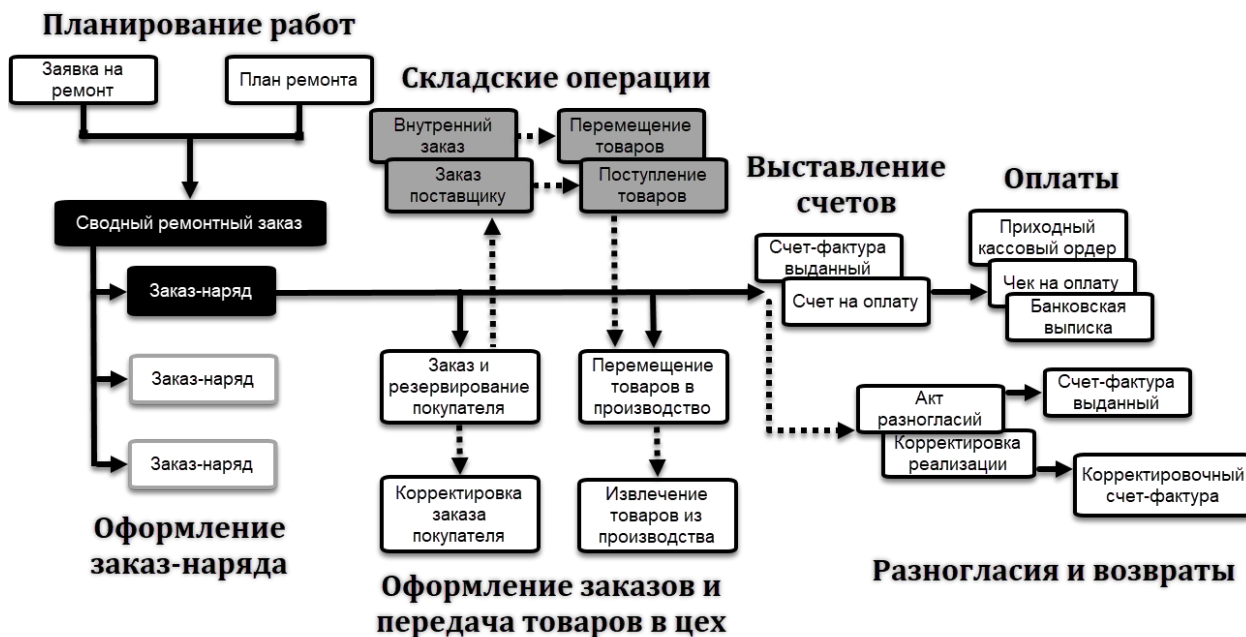 Планирование работ
Заявка на
ремонт
План ремонта
Сводный ремонтный заказ
Заказ-наряд
Заказ-наряд
Заказ-наряд
Оформление
заказ-наряда
Складские операции
Внутренний
заказ
Перемещение
товаров
Заказ
поставщику
Поступление
товаров
Заказ и
резервирование
покупателя
Перемещение
товаров в
производство
Корректировка
заказа
покупателя
Извлечение
товаров из
производства
Оформление заказов и
передача товаров в цех
Выставление
счетов
Счет-фактура
выданный
Счет на оплату
Оплаты
Приходный
кассовый ордер
Чек на оплату
Банковская
выписка
Акт
разногласий
Счет-фактура
выданный
Корректировка
реализации
Корректировочный
счет-фактура
Разногласия и возвраты